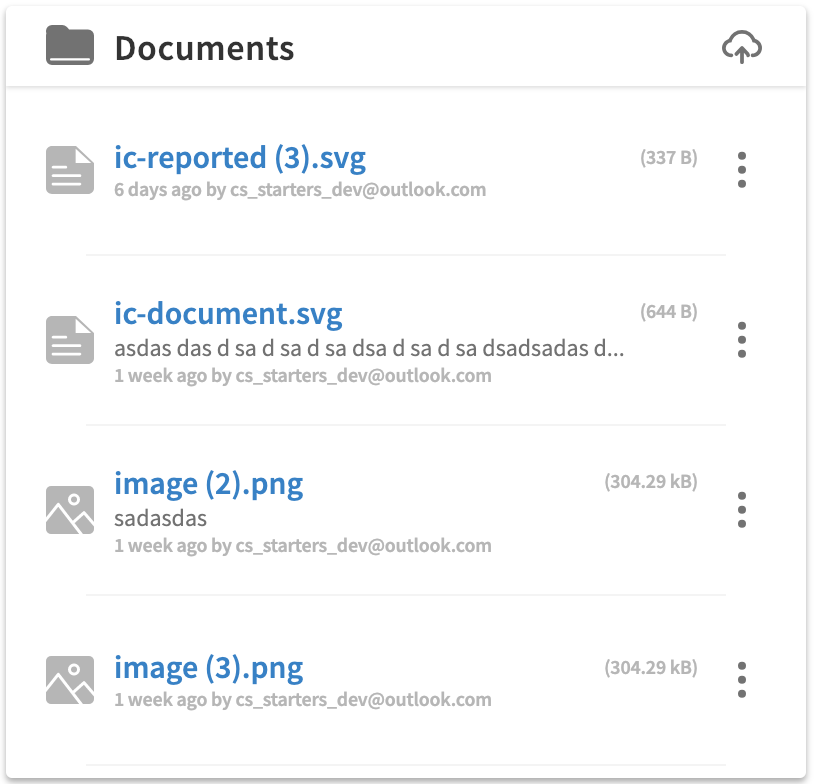 Documents
ic-reported (3).svg
(337 B)
6 days ago by cs_starters_dev@outlook.com
ic-document.svg
(644 B)
asdas das d sa d sa d sa dsa d sa d sa dsadsadas d...
1 week ago by cs_starters_dev@outlook.com
image (2).png
(304.29 kB)
sadasdas
1 week ago by cs_starters_dev@outlook.com
image (3).png
(304.29 kB)
1 week ago by cs_starters_dev@outlook.com